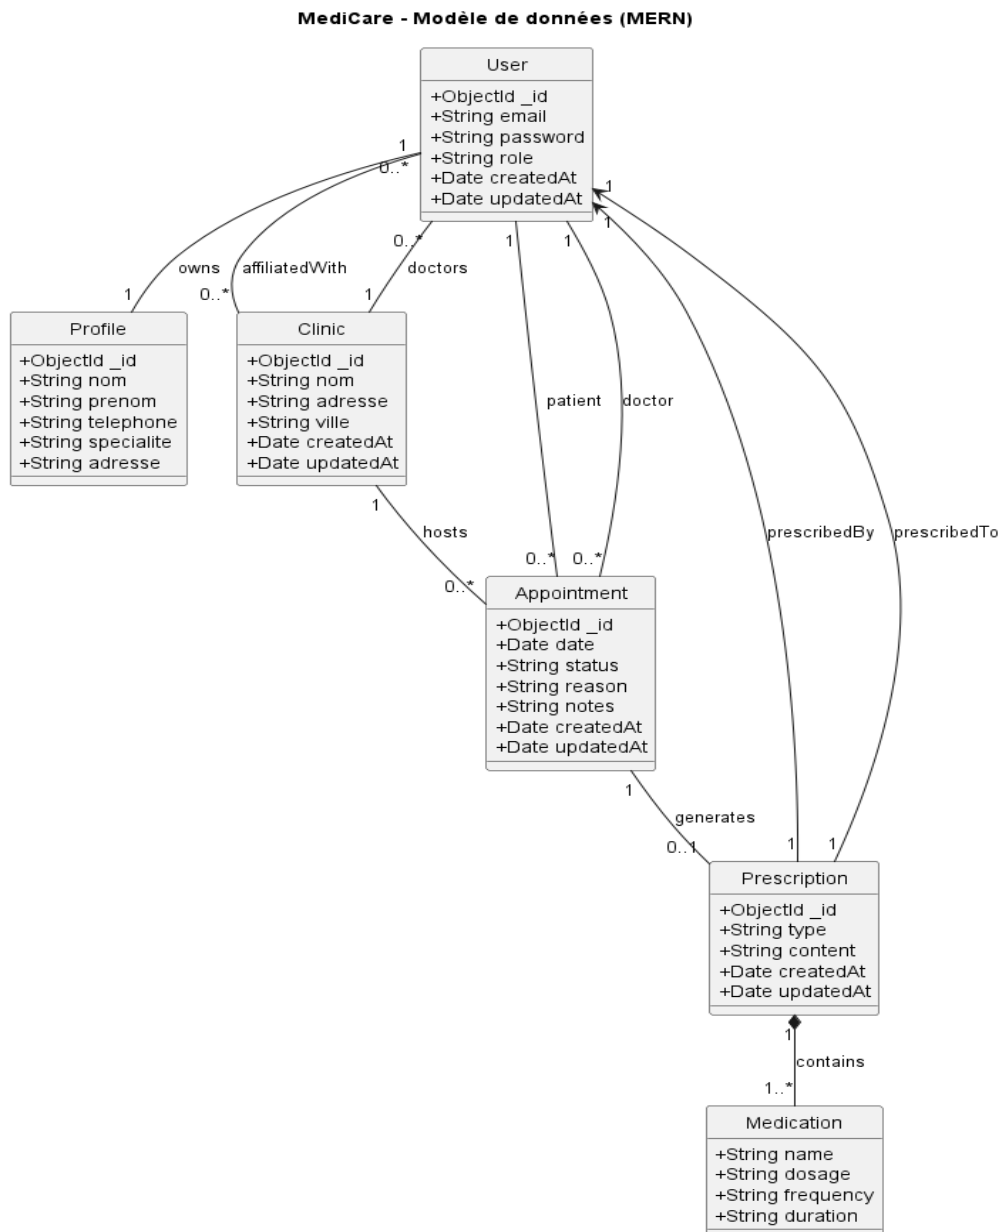 MediCare - Modèle de données (MERN)
User
+ObjectId _id
+String email
+String password
+String role
+Date createdAt
+Date updatedAt
1
0..*
0..*
1
1
1
1
owns
affiliatedWith
doctors
1
0..*
1
Profile
+ObjectId _id
+String nom
+String prenom
+String telephone
+String specialite
+String adresse
Clinic
+ObjectId _id
+String nom
+String adresse
+String ville
+Date createdAt
+Date updatedAt
patient
doctor
1
hosts
0..*
0..*
0..*
prescribedBy
prescribedTo
Appointment
+ObjectId _id
+Date date
+String status
+String reason
+String notes
+Date createdAt
+Date updatedAt
1
generates
0..1
1
1
Prescription
+ObjectId _id
+String type
+String content
+Date createdAt
+Date updatedAt
1
contains
1..*
Medication
+String name
+String dosage
+String frequency
+String duration